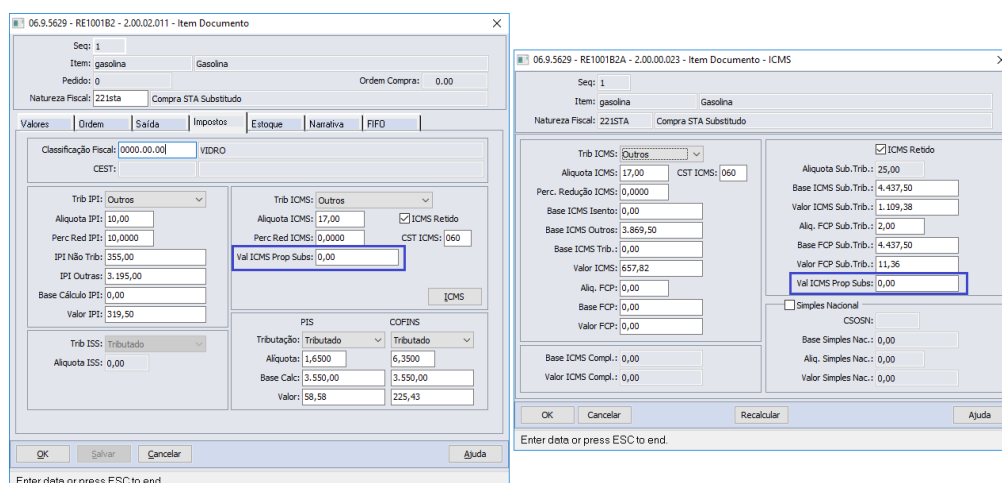 06.9.5629 - RE1001B2 - 2.00.02.011 - Item Documento
Seq: 1
Item: gasolina Gasolina
Pedido: 0 Ordem Compra: 0.00
Natureza Fiscal: 221sta Compra STA Substitudo
Valores Ordem Saída Impostos Estoque Narrativa FIFO
Classificação Fiscal: 0000.00.00 VIDRO
CEST:
Trib IPI: Outros
Aliquota IPI: 10,00
Perc Red IPI: 10,0000
IPI Não Trib: 355,00
IPI Outras: 3.195,00
Base Cálculo IPI: 0,00
Valor IPI: 319,50
Trib ISS: Tributado
Aliquota ISS: 0,00
Trib ICMS: Outros
Aliquota ICMS: 17,00 ICMS Retido
Perc Red ICMS: 0,0000 CST ICMS: 060
Val ICMS Prop Subs: 0,00
ICMS
PIS COFINS
Tributação: Tributado Tributado
Alíquota: 1,6500 6,3500
Base Calc: 3.550,00 3.550,00
Valor: 58,58 225,43
OK Salvar Cancelar Ajuda
Enter data or press ESC to end.
06.9.5629 - RE1001B2A - 2.00.00.023 - Item Documento - ICMS
Seq: 1
Item: gasolina Gasolina
Natureza Fiscal: 221STA Compra STA Substitudo
Trib ICMS: Outros
Aliquota ICMS: 17,00 CST ICMS: 060
Perc. Redução ICMS: 0,0000
Base ICMS Isento: 0,00
Base ICMS Outros: 3.869,50
Base ICMS Trib.: 0,00
Valor ICMS: 657,82
Aliq. FCP: 0,00
Base FCP: 0,00
Valor FCP: 0,00
Base ICMS Compl.: 0,00
Valor ICMS Compl.: 0,00
ICMS Retido
Aliquota Sub.Trib.: 25,00
Base ICMS Sub.Trib.: 4.437,50
Valor ICMS Sub.Trib.: 1.109,38
Aliq. FCP Sub.Trib.: 2,00
Base FCP Sub.Trib.: 4.437,50
Valor FCP Sub.Trib.: 11,36
Val ICMS Prop Subs: 0,00
Simples Nacional
CSOSN:
Base Simples Nac.: 0,00
Aliq. Simples Nac.: 0,00
Valor Simples Nac.: 0,00
OK Cancelar Recalcular Ajuda
Enter data or press ESC to end.